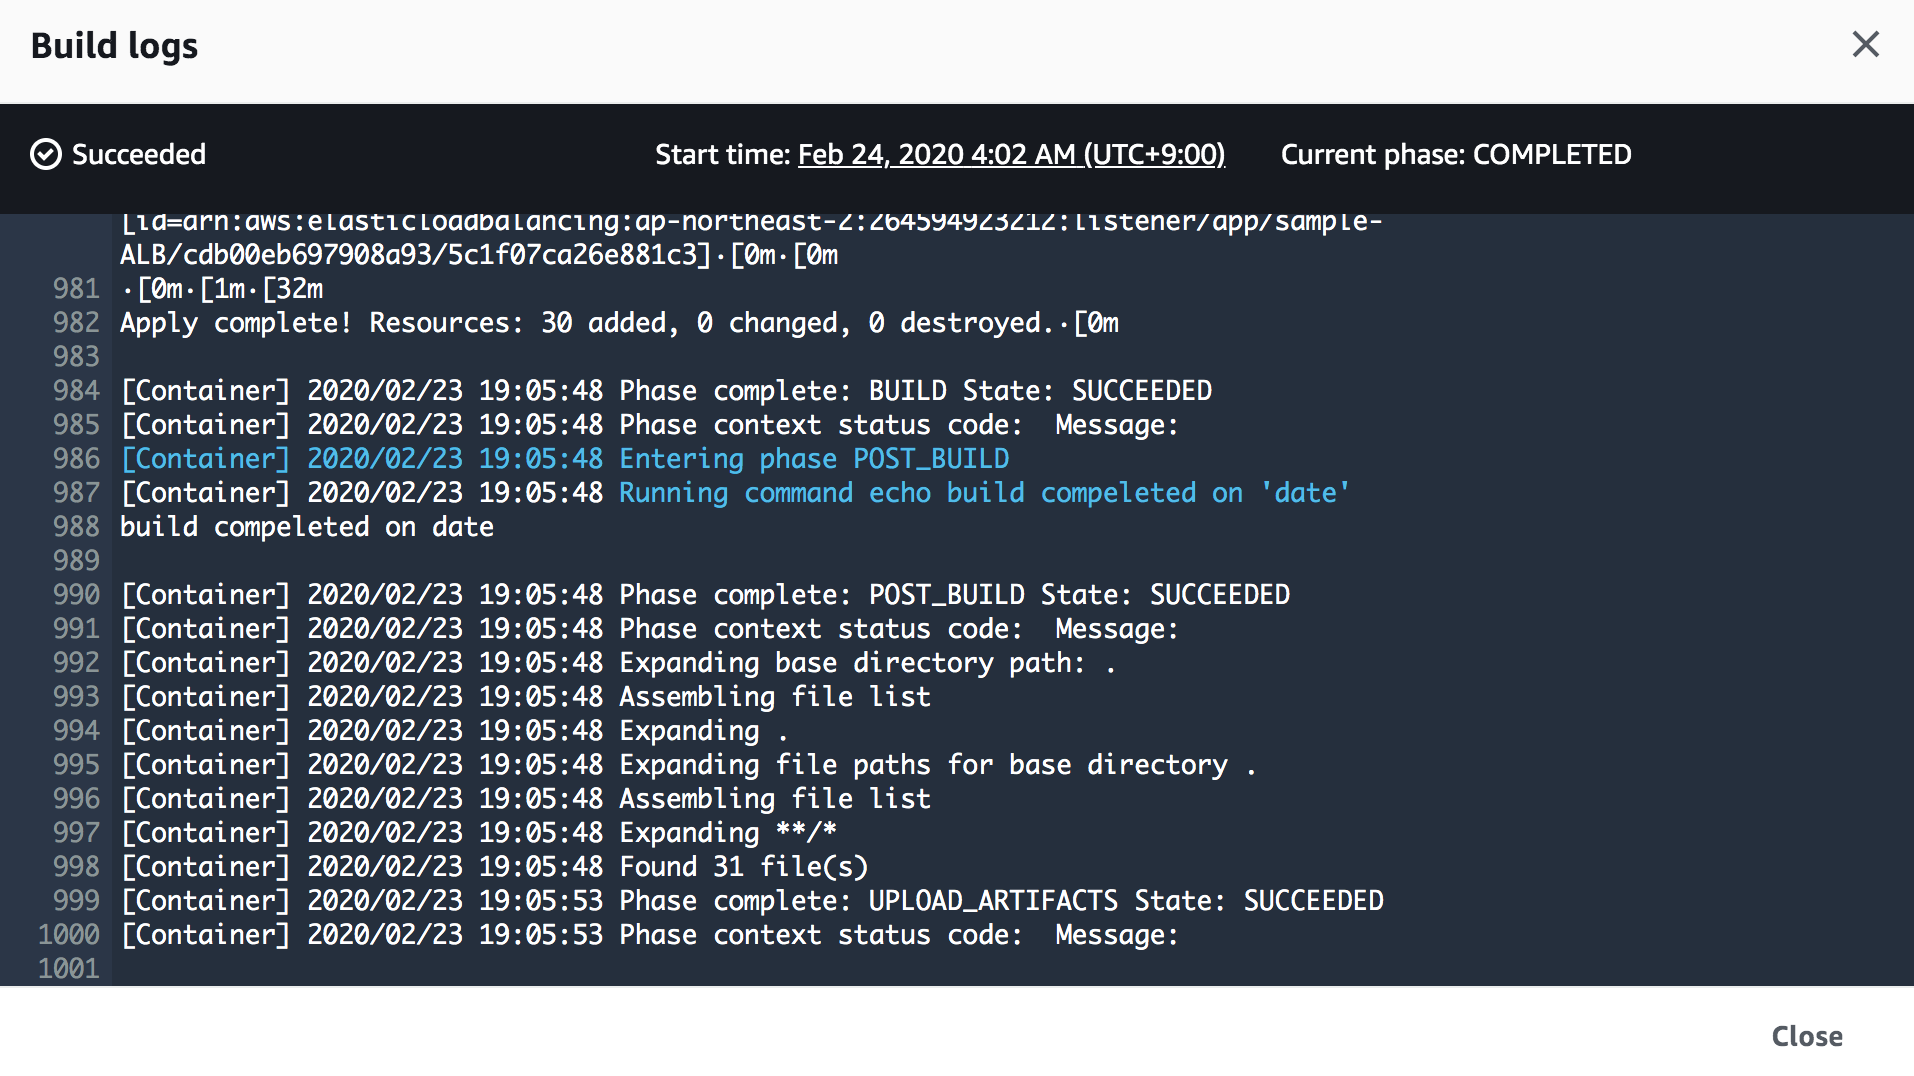 Build logs
Succeeded Start time: Feb 24, 2020 4:02 AM (UTC+9:00) Current phase: COMPLETED
[id=arn:aws:elasticloadbalancing:ap-northeast-2:264594923212:listener/app/sample-
ALB/cdb00eb697908a93/5c1f07ca26e881c3]·[0m·[0m
981 ·[0m·[1m·[32m
982 Apply complete! Resources: 30 added, 0 changed, 0 destroyed.·[0m
983
984 [Container] 2020/02/23 19:05:48 Phase complete: BUILD State: SUCCEEDED
985 [Container] 2020/02/23 19:05:48 Phase context status code:  Message:
986 [Container] 2020/02/23 19:05:48 Entering phase POST_BUILD
987 [Container] 2020/02/23 19:05:48 Running command echo build compeleted on 'date'
988 build compeleted on date
989
990 [Container] 2020/02/23 19:05:48 Phase complete: POST_BUILD State: SUCCEEDED
991 [Container] 2020/02/23 19:05:48 Phase context status code:  Message:
992 [Container] 2020/02/23 19:05:48 Expanding base directory path: .
993 [Container] 2020/02/23 19:05:48 Assembling file list
994 [Container] 2020/02/23 19:05:48 Expanding .
995 [Container] 2020/02/23 19:05:48 Expanding file paths for base directory .
996 [Container] 2020/02/23 19:05:48 Assembling file list
997 [Container] 2020/02/23 19:05:48 Expanding **/*
998 [Container] 2020/02/23 19:05:48 Found 31 file(s)
999 [Container] 2020/02/23 19:05:53 Phase complete: UPLOAD_ARTIFACTS State: SUCCEEDED
1000 [Container] 2020/02/23 19:05:53 Phase context status code:  Message:
1001
Close